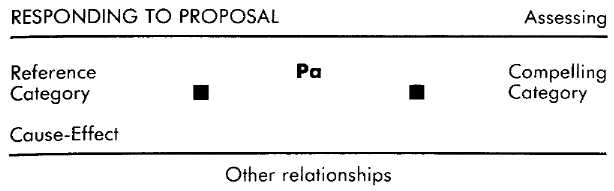 RESPONDING TO PROPOSAL Assessing
Reference Pa Compelling
Category ■ ■ Category
Cause-Effect
Other relationships